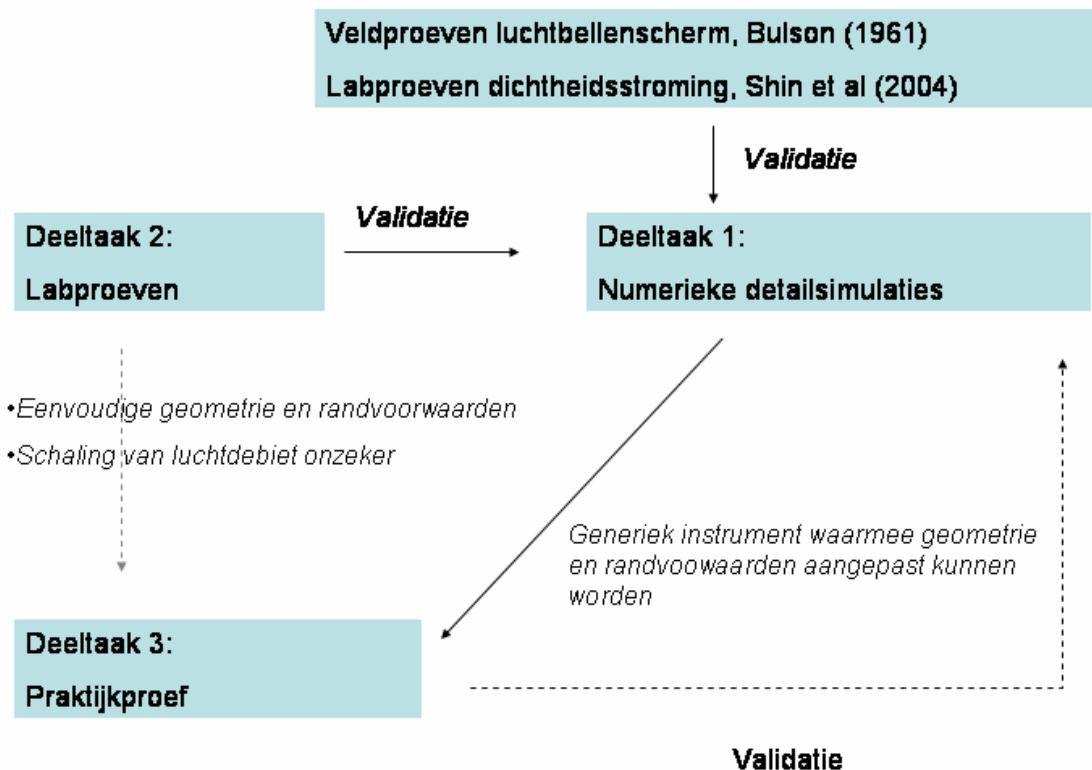 Veldproeven luchtbellenscherm, Bulson (1961)
Labproeven dichtheidsstroming, Shin et al (2004)
Validatie
Validatie
Deeltaak 2:
Labproeven
Deeltaak 1:
Numerieke detailsimulaties
•Eenvoudige geometrie en randvoorwaarden
•Schaling van luchtdebiet onzeker
Generiek instrument waarmee geometrie
en randvoowaarden aangepast kunnen
worden
Deeltaak 3:
Praktijkproef
Validatie